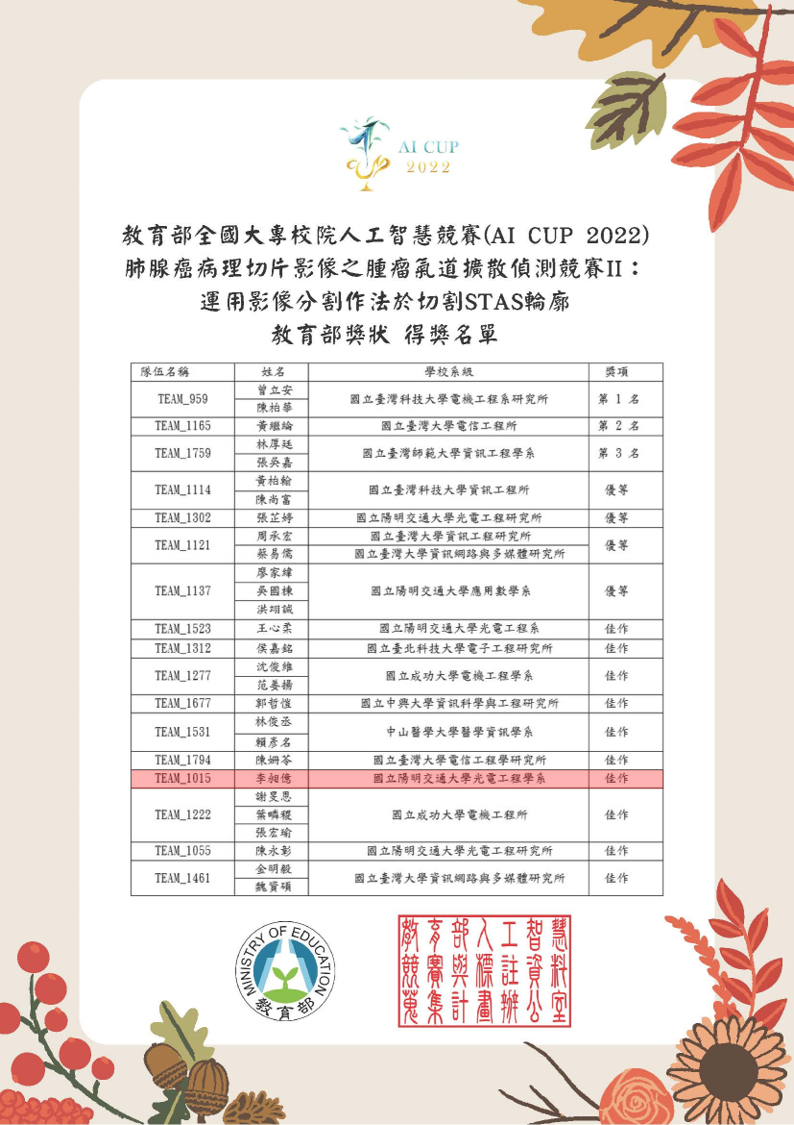 AI CUP
2022
教育部全國大專校院人工智慧競賽(AI CUP 2022)
肺腺癌病理切片影像之腫瘤氣道擴散偵測競賽II：
運用影像分割作法於切割STAS輪廓
教育部獎狀 得獎名單
隊伍名稱 姓名 學校系級 獎項
TEAM_959 曾立安 陳柏華 國立臺灣科技大學電機工程系研究所 第 1 名
TEAM_1165 黃繼綸 國立臺灣大學電信工程所 第 2 名
TEAM_1759 林厚廷 張吳嘉 國立臺灣師範大學資訊工程學系 第 3 名
TEAM_1114 黃柏翰 陳尚富 國立臺灣科技大學資訊工程所 優等
TEAM_1302 張芷婷 國立陽明交通大學光電工程研究所 優等
TEAM_1121 周承宏 國立臺灣大學資訊工程研究所 優等
蔡易儒 國立臺灣大學資訊網路與多媒體研究所
TEAM_1137 廖家緯 吳國棟 洪翊誠 國立陽明交通大學應用數學系 優等
TEAM_1523 王心柔 國立陽明交通大學光電工程系 佳作
TEAM_1312 侯嘉銘 國立臺北科技大學電子工程研究所 佳作
TEAM_1277 沈俊維 范姜揚 國立成功大學電機工程學系 佳作
TEAM_1677 郭哲愷 國立中興大學資訊科學與工程研究所 佳作
TEAM_1531 林俊丞 賴彥名 中山醫學大學醫學資訊學系 佳作
TEAM_1794 陳姍苓 國立臺灣大學電信工程學研究所 佳作
TEAM_1015 李昶億 國立陽明交通大學光電工程學系 佳作
TEAM_1222 謝旻恩 張宏瑜 國立成功大學電機工程所 佳作
TEAM_1055 陳永彰 國立陽明交通大學光電工程研究所 佳作
TEAM_1461 金明毅 魏資碩 國立臺灣大學資訊網路與多媒體研究所 佳作
MINISTRY OF EDUCATION
教育部
教育部人工智慧
競賽與標註資料
蒐集計畫辦公室